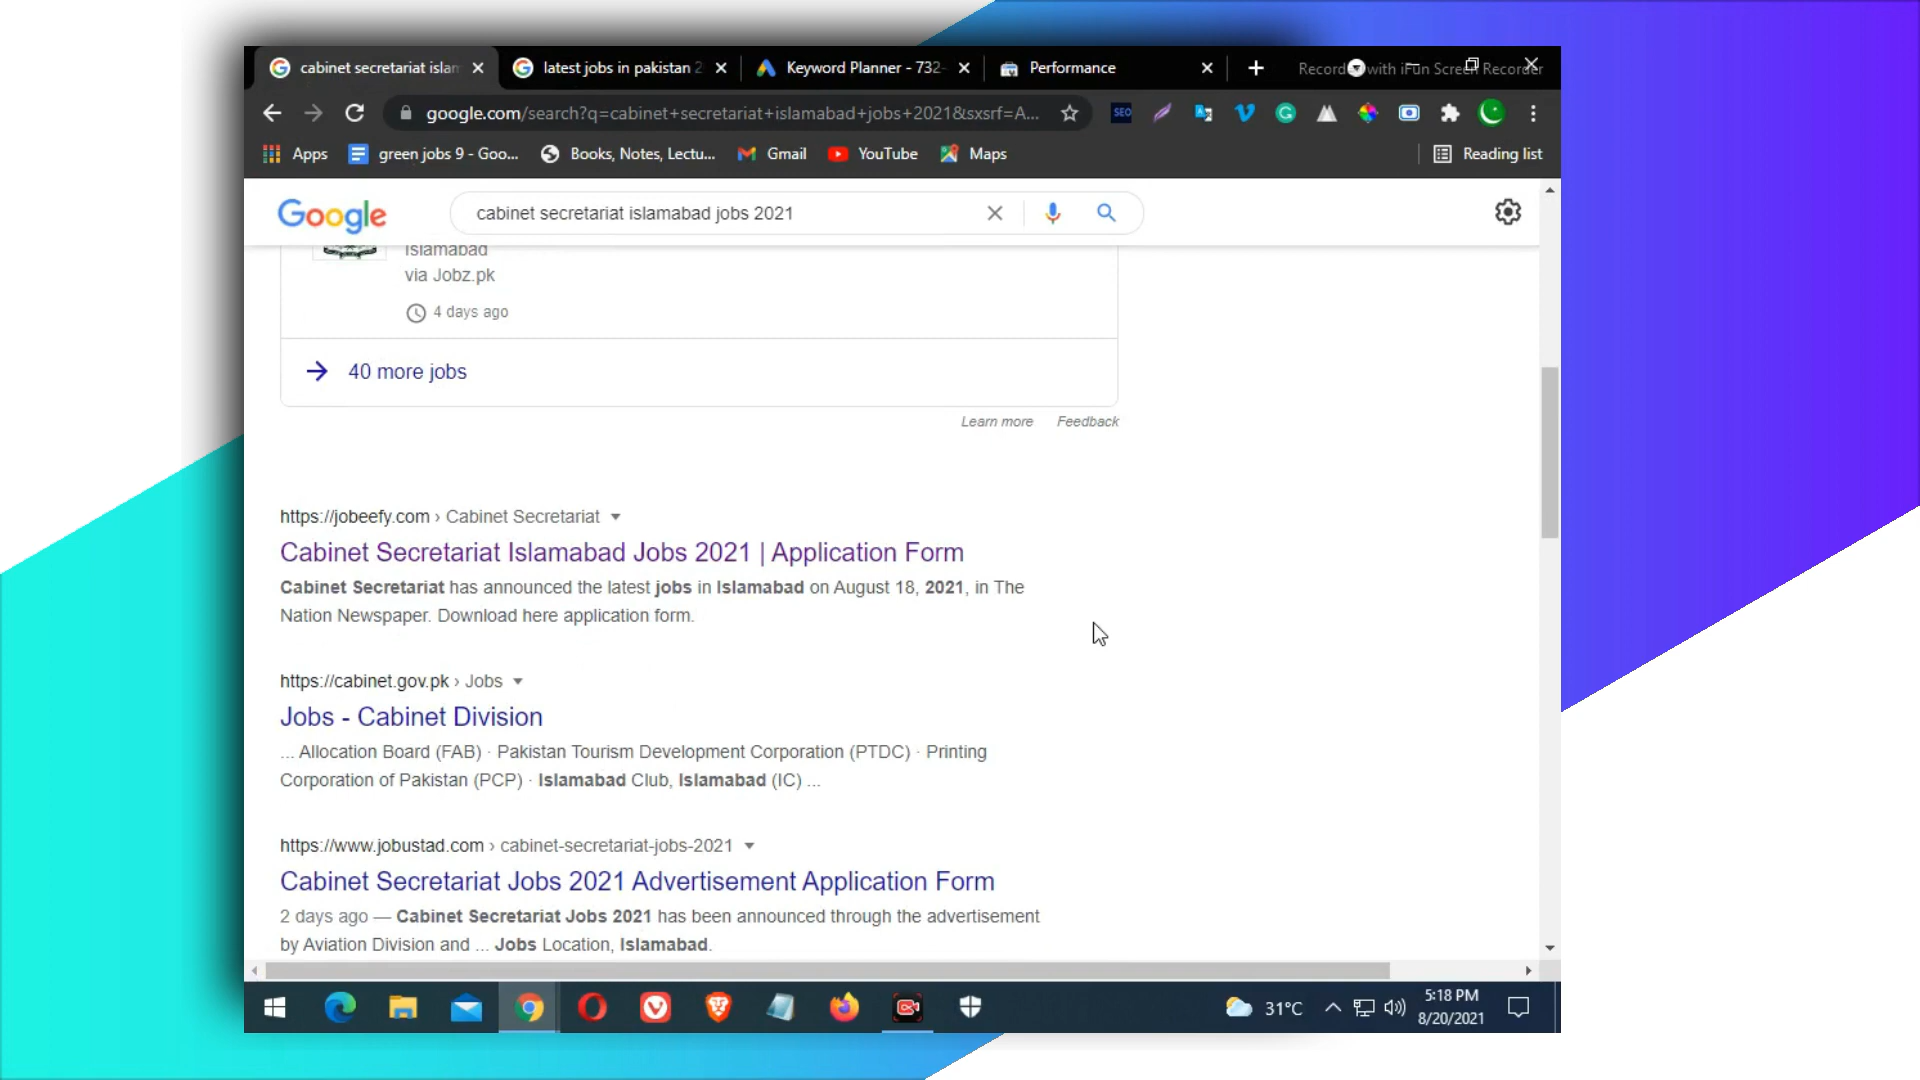 cabinet secretariat islam
latest jobs in pakistan 2
Keyword Planner - 732-
Performance
Recorded with iFun Screen Recorder
google.com/search?q=cabinet+secretariat+islamabad+jobs+2021&sxsrf=A...
SEO
Apps
green jobs 9 - Goo...
Books, Notes, Lectu...
Gmail
YouTube
Maps
Reading list
Google
cabinet secretariat islamabad jobs 2021
Islamabad
via Jobz.pk
4 days ago
40 more jobs
Learn more
Feedback
https://jobeefy.com › Cabinet Secretariat
Cabinet Secretariat Islamabad Jobs 2021 | Application Form
Cabinet Secretariat has announced the latest jobs in Islamabad on August 18, 2021, in The
Nation Newspaper. Download here application form.
https://cabinet.gov.pk › Jobs
Jobs - Cabinet Division
... Allocation Board (FAB) · Pakistan Tourism Development Corporation (PTDC) · Printing
Corporation of Pakistan (PCP) · Islamabad Club, Islamabad (IC) ...
https://www.jobustad.com › cabinet-secretariat-jobs-2021
Cabinet Secretariat Jobs 2021 Advertisement Application Form
2 days ago — Cabinet Secretariat Jobs 2021 has been announced through the advertisement
by Aviation Division and ... Jobs Location, Islamabad.
31°C
5:18 PM
8/20/2021